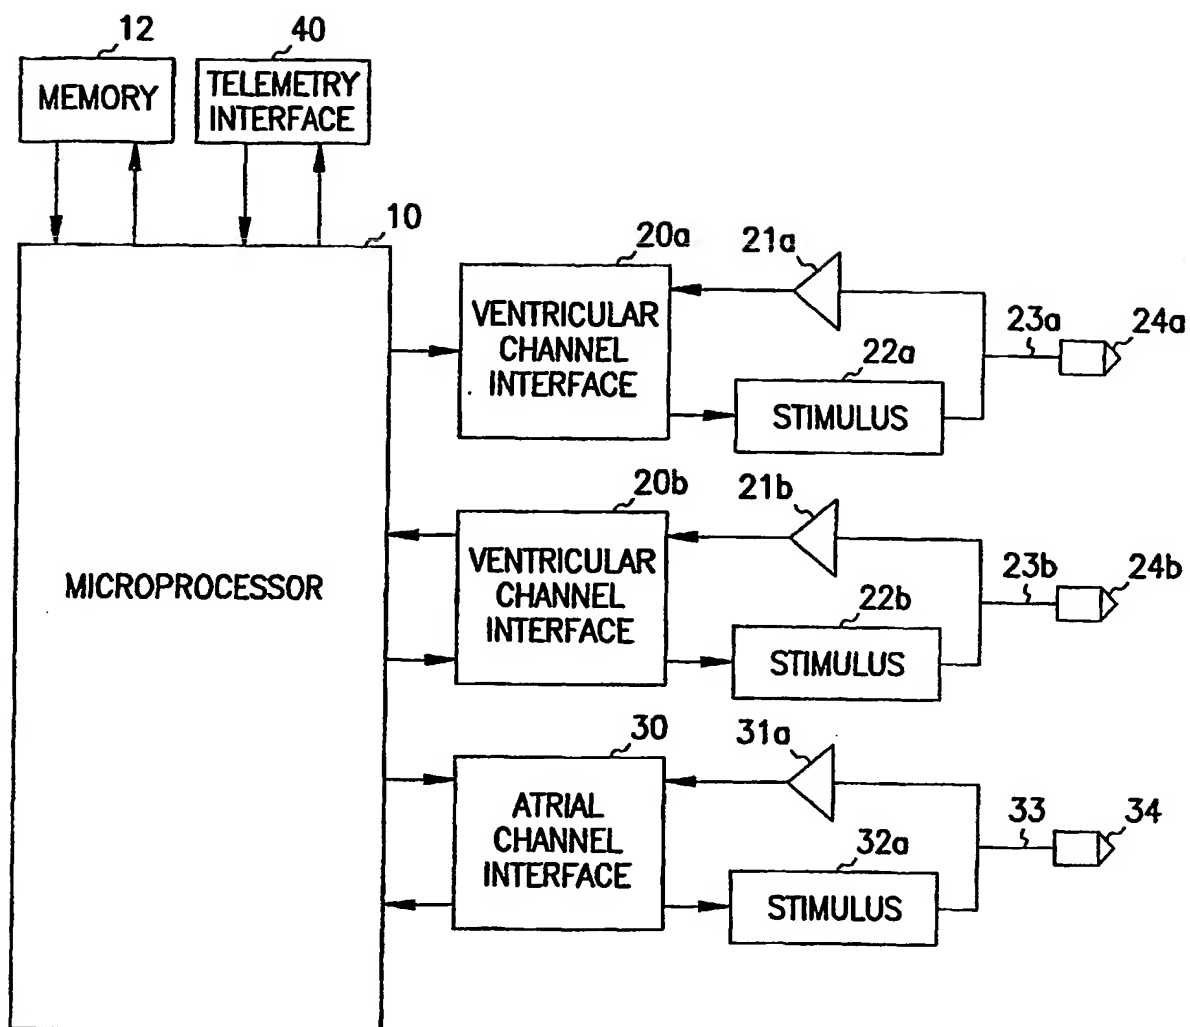 12
40
MEMORY
TELEMETRY
INTERFACE
10
20a
21a
VENTRICULAR
CHANNEL
INTERFACE
22a
STIMULUS
23a
24a
20b
21b
VENTRICULAR
CHANNEL
INTERFACE
22b
STIMULUS
23b
24b
MICROPROCESSOR
30
31a
ATRIAL
CHANNEL
INTERFACE
32a
STIMULUS
33
34